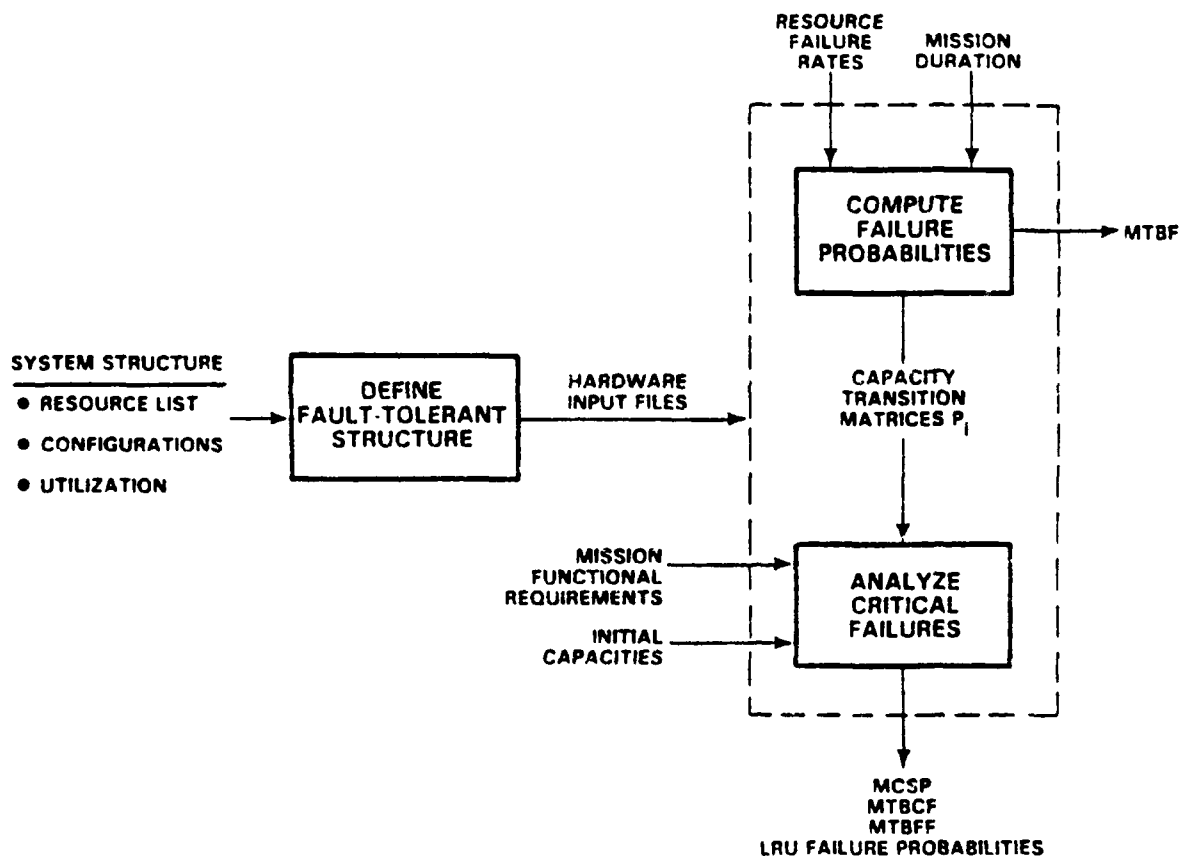 RESOURCE
FAILURE
RATES
MISSION
DURATION
COMPUTE
FAILURE
PROBABILITIES
MTBF
SYSTEM STRUCTURE
● RESOURCE LIST
● CONFIGURATIONS
● UTILIZATION
DEFINE
FAULT-TOLERANT
STRUCTURE
HARDWARE
INPUT FILES
CAPACITY
TRANSITION
MATRICES Pi
MISSION
FUNCTIONAL
REQUIREMENTS
INITIAL
CAPACITIES
ANALYZE
CRITICAL
FAILURES
MCSP
MTBCF
MTBFF
LRU FAILURE PROBABILITIES